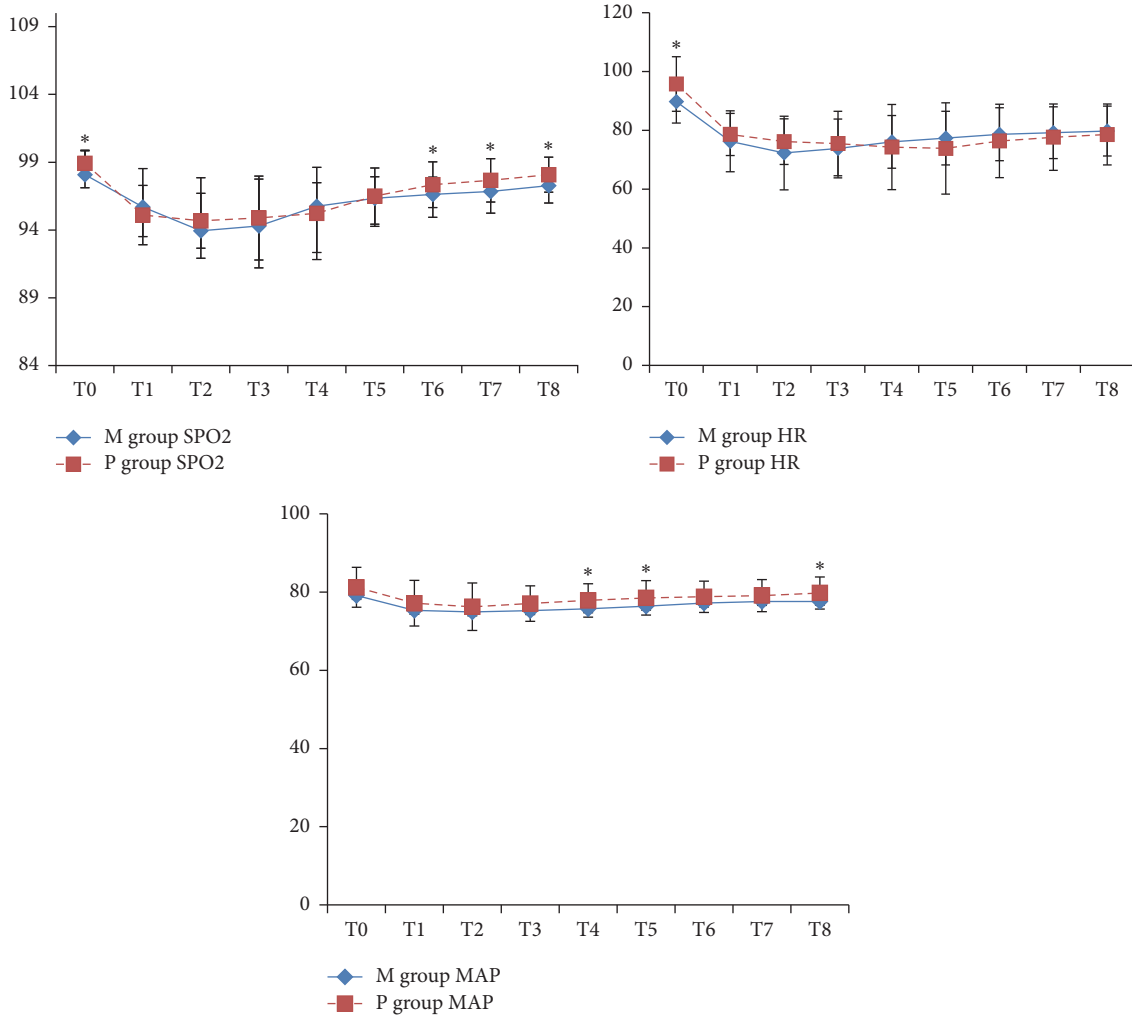 109
104
99
94
89
84
* * * *
T0 T1 T2 T3 T4 T5 T6 T7 T8
M group SPO2
P group SPO2
120
100
80
60
40
20
0
*
T0 T1 T2 T3 T4 T5 T6 T7 T8
M group HR
P group HR
100
80
60
40
20
0
* * *
T0 T1 T2 T3 T4 T5 T6 T7 T8
M group MAP
P group MAP